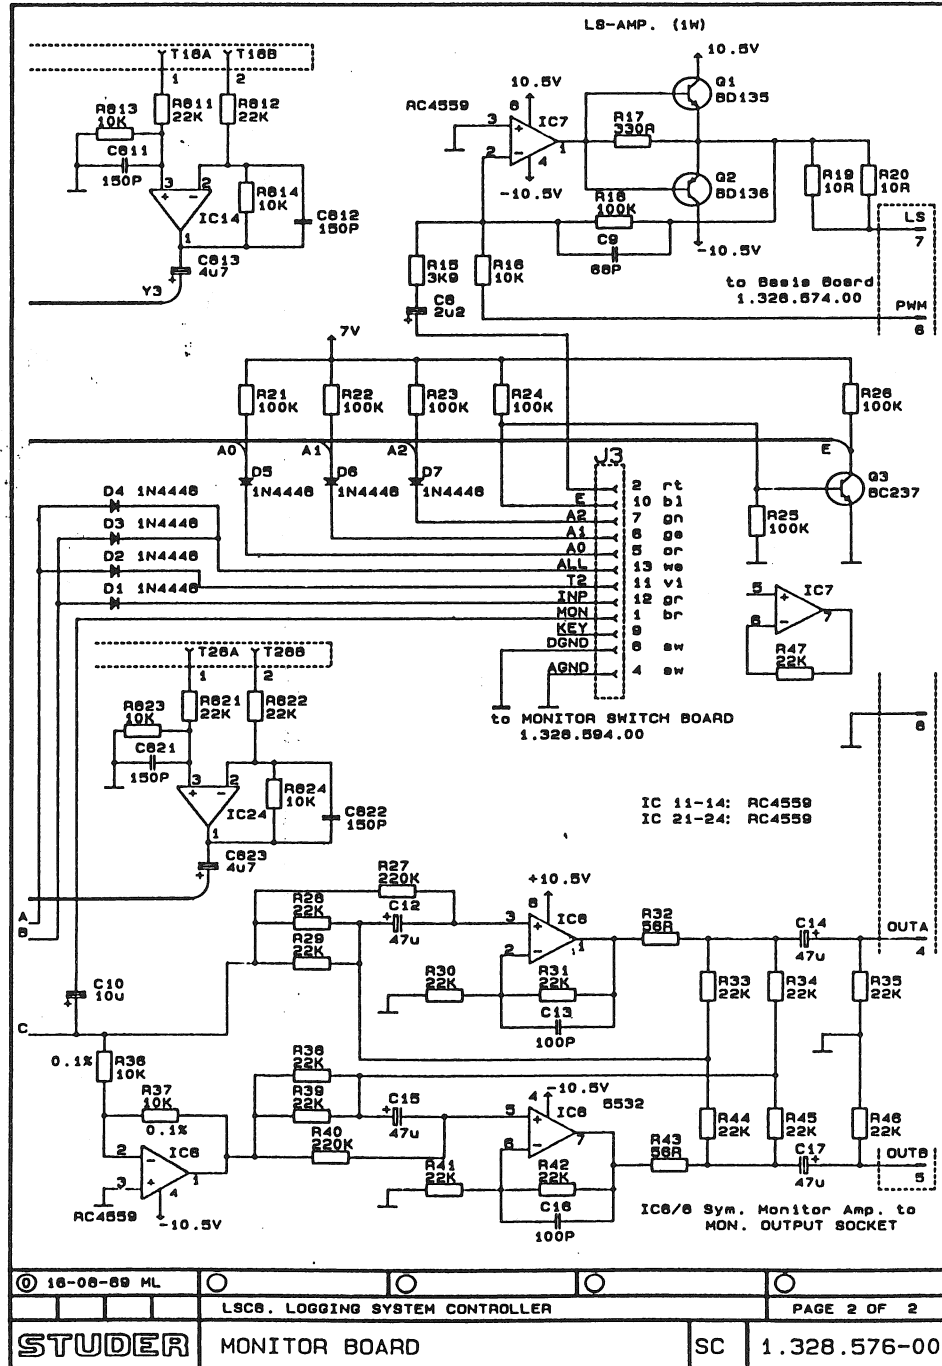 LS-AMP. (1W)
T18A T18B
1 2
R613
10K
R611
22K
R612
22K
C611
150P
3 2
IC14
R614
10K
C612
150P
1
C613
4u7
Y3
10.5V
10.5V
Q1
BD135
RC4559
8
3
IC7
R17
330R
2
4
1
-10.5V
Q2
BD136
R18
100K
C9
68P
-10.5V
R19
10R
R20
10R
LS
7
R15
3K9
R16
10K
C6
2u2
to Basis Board
1.328.574.00
PWM
6
7V
R21
100K
R22
100K
R23
100K
R24
100K
R26
100K
A0 A1 A2 E
D5
1N4448
D6
1N4448
D7
1N4448
J3
Q3
BC237
R25
100K
D4 1N4448
D3 1N4448
D2 1N4448
D1 1N4448
2 rt
E 10 bl
A2 7 gn
A1 6 ge
A0 5 or
ALL 13 ws
T2 11 vi
INP 12 gr
MON 1 br
KEY 9
DGND 8 sw
AGND 4 sw
to MONITOR SWITCH BOARD
1.328.594.00
5
IC7
6
7
R47
22K
8
T28A T28B
1 2
R623
10K
R621
22K
R622
22K
C621
150P
3 2
IC24
R624
10K
C622
150P
1
C623
4u7
IC 11-14: RC4559
IC 21-24: RC4559
A
B
C
R27
220K
R28
22K
R29
22K
C12
47u
+10.5V
8
3
IC8
2
1
R30
22K
R31
22K
C13
100P
R32
56R
C14
47u
OUTA
4
R33
22K
R34
22K
R35
22K
C10
10u
0.1% R36
10K
R37
10K
0.1%
2
IC6
3
1
4
RC4559
-10.5V
R38
22K
R39
22K
R40
220K
C15
47u
4 -10.5V
5
IC8
5532
6
7
R41
22K
R42
22K
C16
100P
R43
56R
R44
22K
R45
22K
R46
22K
C17
47u
OUTB
5
IC6/8 Sym. Monitor Amp. to
MON. OUTPUT SOCKET
0 16-08-89 ML
LSC8. LOGGING SYSTEM CONTROLLER PAGE 2 OF 2
STUDER MONITOR BOARD SC 1.328.576-00